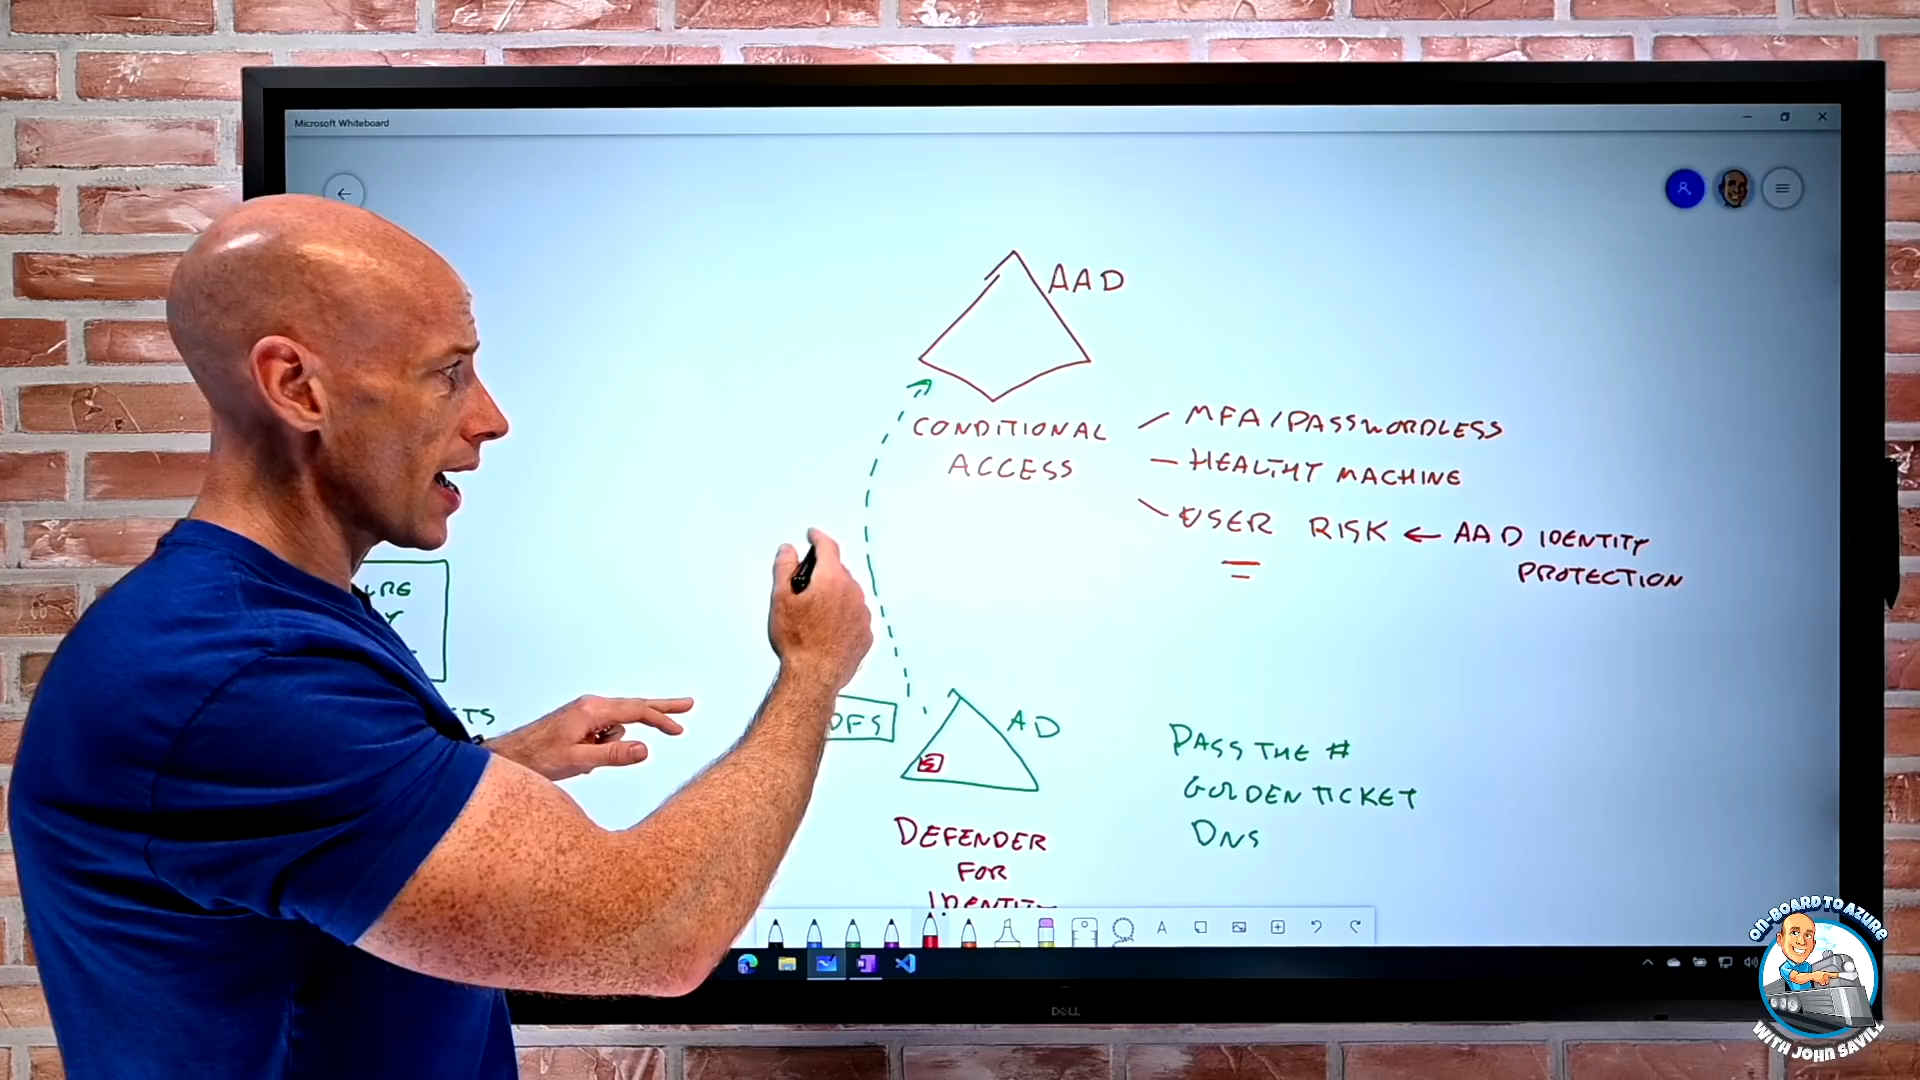 Microsoft Whiteboard
AAD
CONDITIONAL
ACCESS
MFA/PASSWORDLESS
HEALTHY MACHINE
USER RISK ← AAD IDENTITY
PROTECTION
AD
PASS THE #
GOLDEN TICKET
DNS
DEFENDER
FOR
IDENTITY
DELL
ON-BOARD TO AZURE
WITH JOHN SAVILL